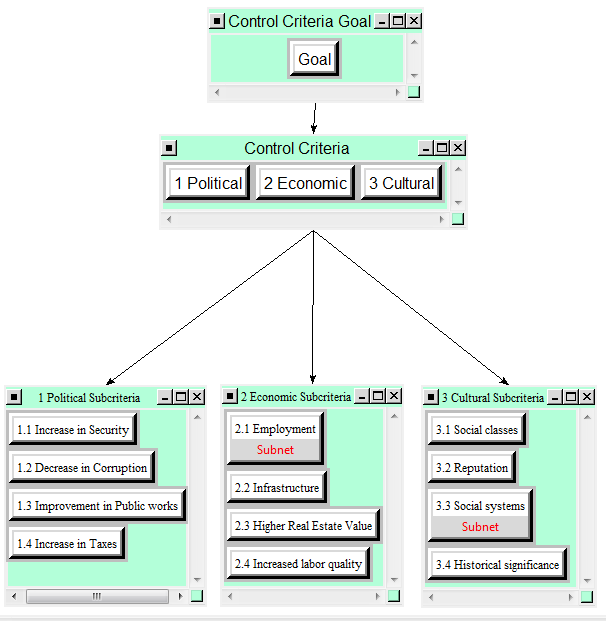 Control Criteria Goal
Goal
Control Criteria
1 Political
2 Economic
3 Cultural
1 Political Subcriteria
1.1 Increase in Security
1.2 Decrease in Corruption
1.3 Improvement in Public works
1.4 Increase in Taxes
2 Economic Subcriteria
2.1 Employment
Subnet
2.2 Infrastructure
2.3 Higher Real Estate Value
2.4 Increased labor quality
3 Cultural Subcriteria
3.1 Social classes
3.2 Reputation
3.3 Social systems
Subnet
3.4 Historical significance